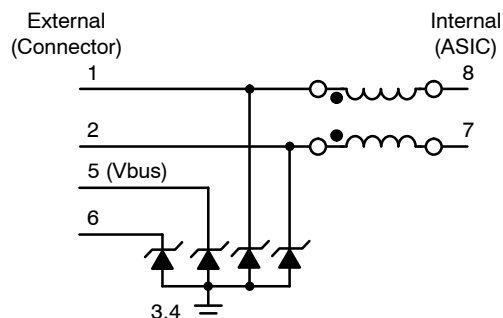 External
(Connector)
Internal
(ASIC)
1
8
2
7
5 (Vbus)
6
3,4